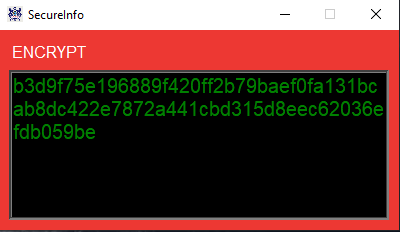 SecureInfo
ENCRYPT
b3d9f75e196889f420ff2b79baef0fa131bc
ab8dc422e7872a441cbd315d8eec62036e
fdb059be